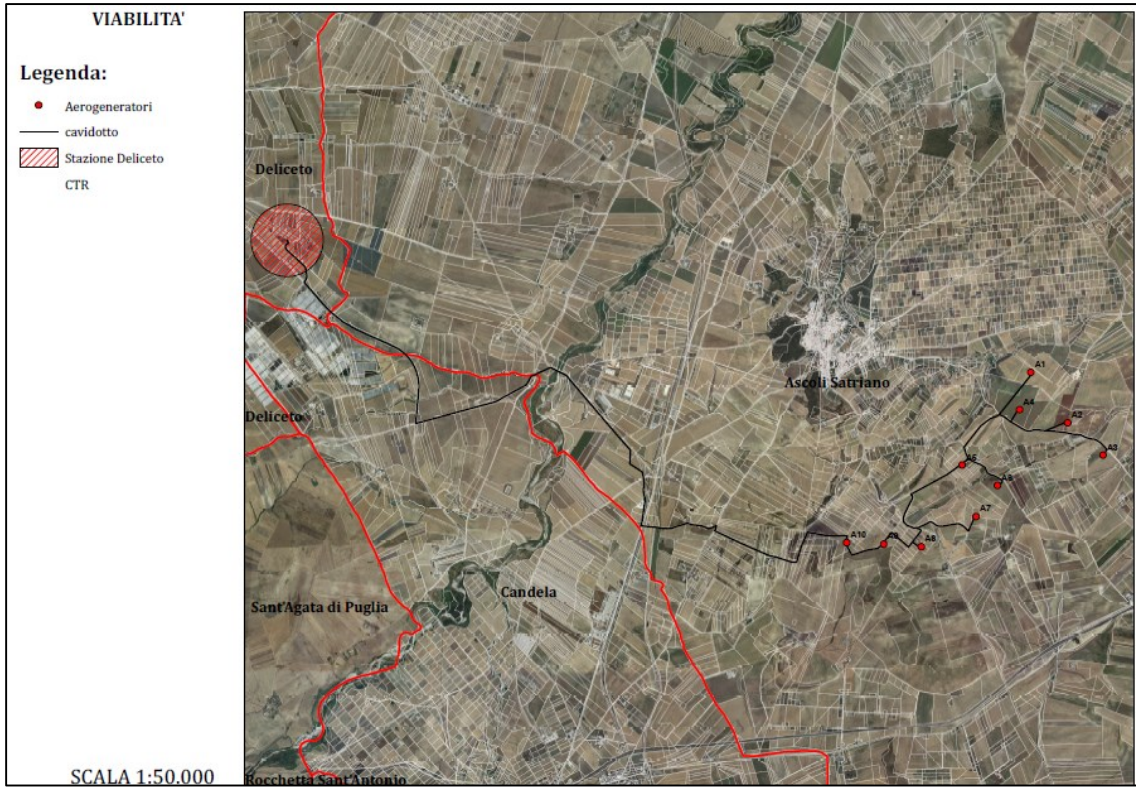 VIABILITA'
Legenda:
Aerogeneratori
cavidotto
Stazione Deliceto
CTR
Deliceto
Ascoli Satriano
A1
A4
A2
Deliceto
A3
A5
A7
A10
A6
Candela
Sant'Agata di Puglia
SCALA 1:50.000
Rocchetta Sant'Antonio